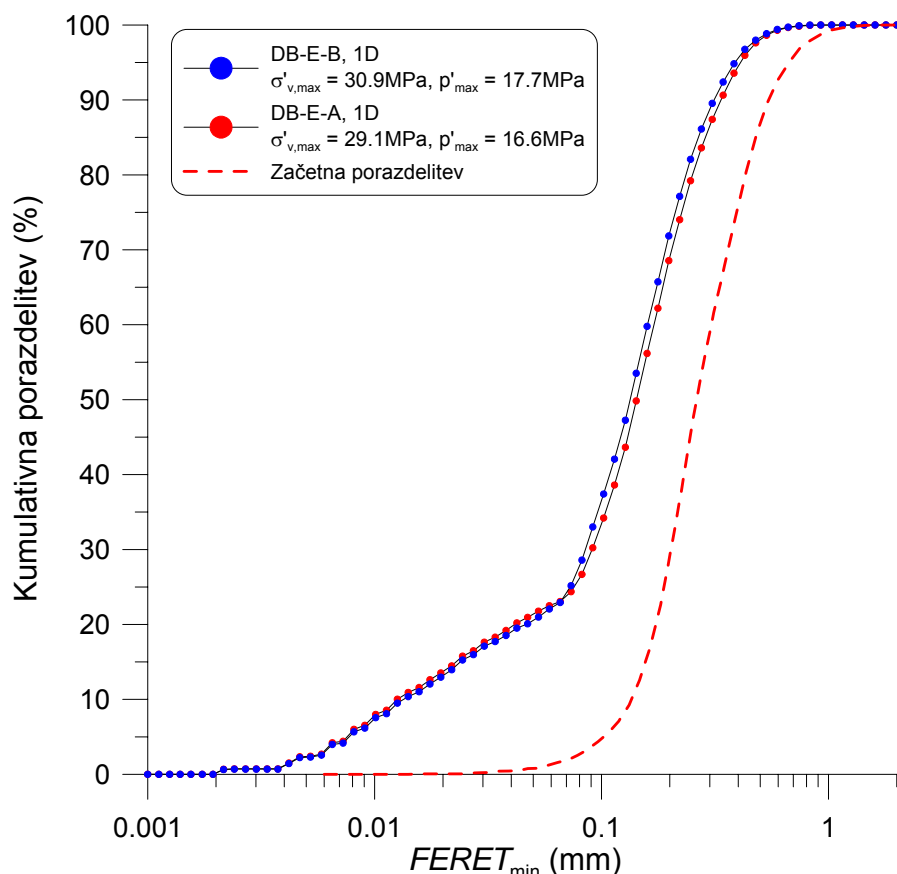 100
90
80
70
60
50
40
30
20
10
0
Kumulativna porazdelitev (%)
DB-E-B, 1D
σ'v,max = 30.9MPa, p'max = 17.7MPa
DB-E-A, 1D
σ'v,max = 29.1MPa, p'max = 16.6MPa
Začetna porazdelitev
0.001 0.01 0.1 1
FERETmin (mm)